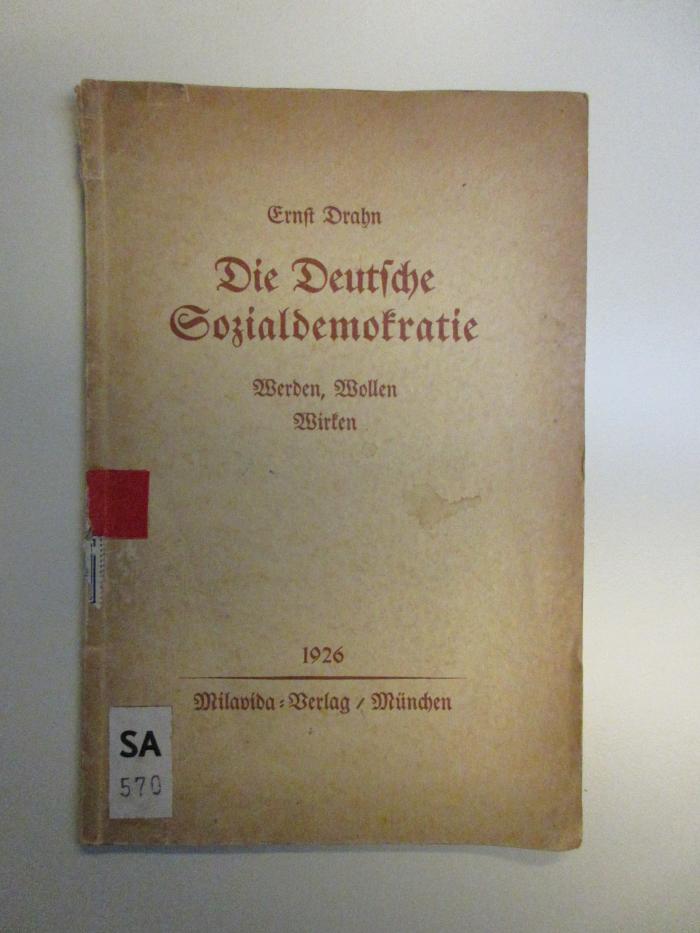 Ernst Drahn
Die Deutsche
Sozialdemokratie
Werden, Wollen
Wirken
1926
Milavida-Verlag / München
SA
570